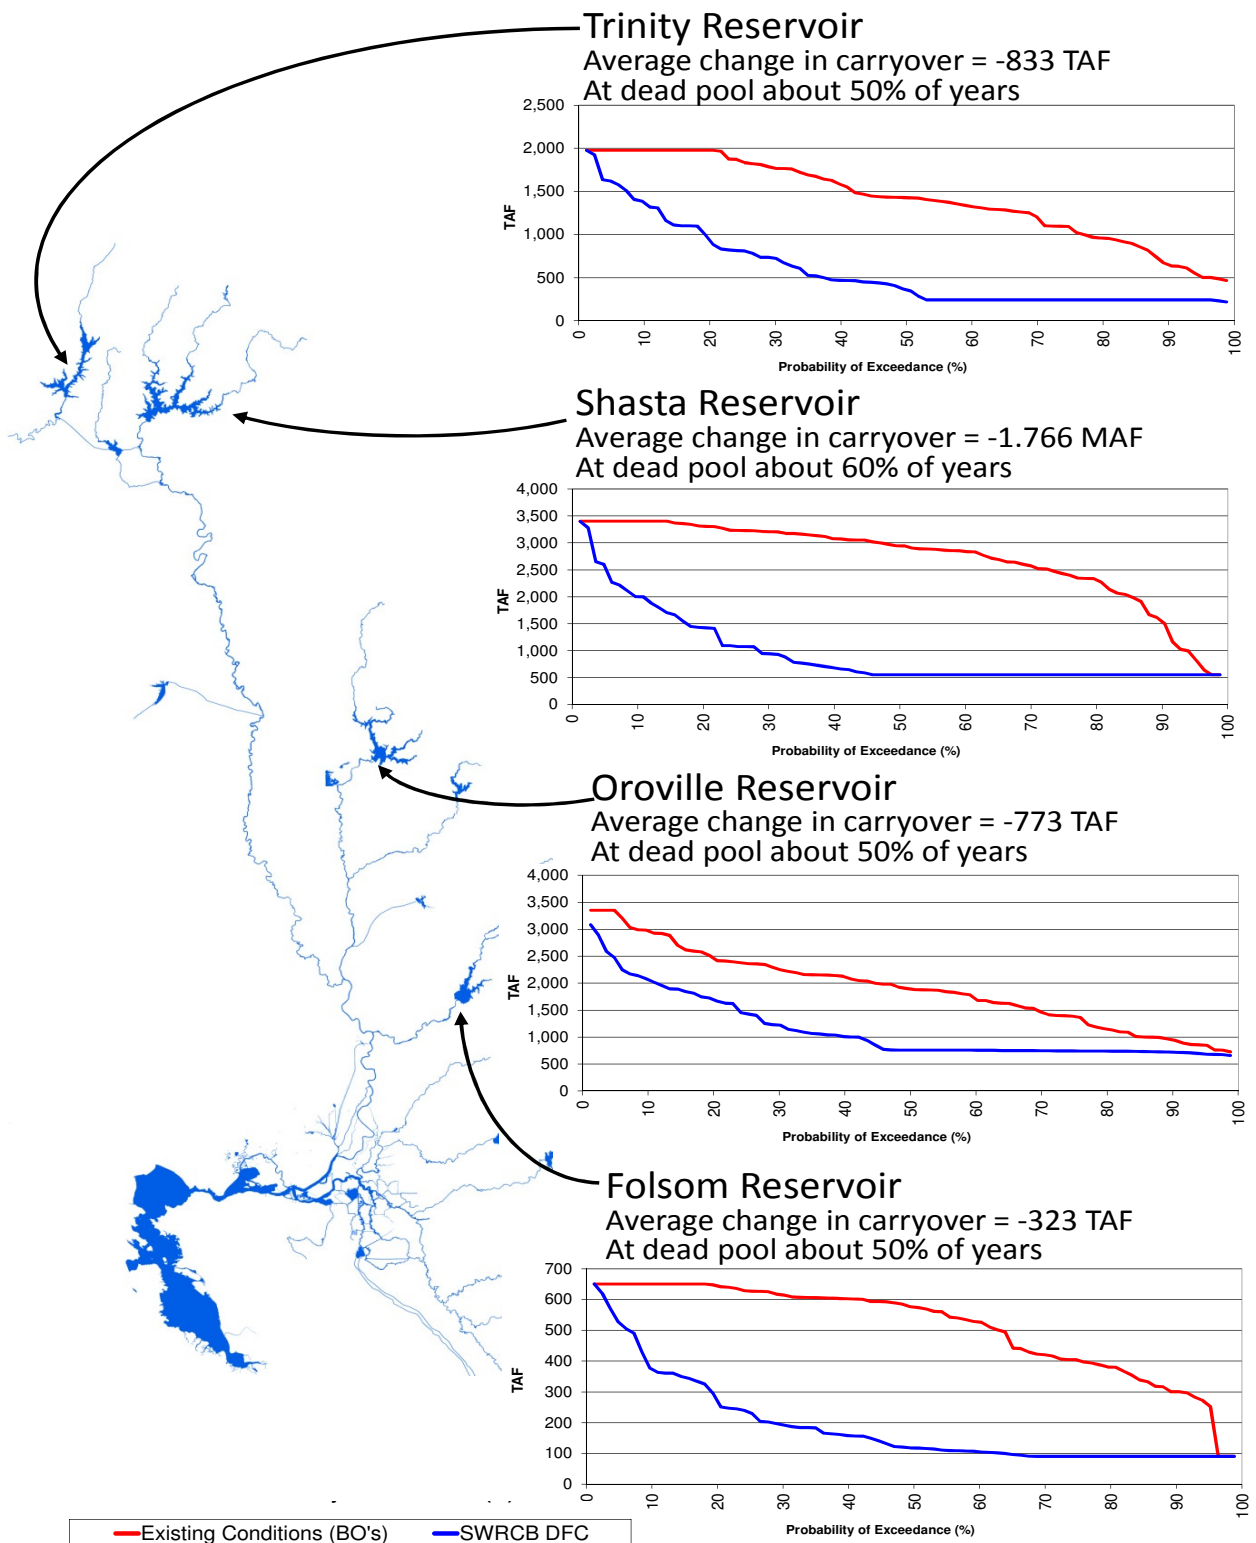 Trinity Reservoir
Average change in carryover = -833 TAF
At dead pool about 50% of years
2,500
2,000
1,500
1,000
500
0
TAF
0 10 20 30 40 50 60 70 80 90 100
Probability of Exceedance (%)
Shasta Reservoir
Average change in carryover = -1.766 MAF
At dead pool about 60% of years
4,000
3,500
3,000
2,500
2,000
1,500
1,000
500
0
TAF
0 10 20 30 40 50 60 70 80 90 100
Probability of Exceedance (%)
Oroville Reservoir
Average change in carryover = -773 TAF
At dead pool about 50% of years
4,000
3,500
3,000
2,500
2,000
1,500
1,000
500
0
TAF
0 10 20 30 40 50 60 70 80 90 100
Probability of Exceedance (%)
Folsom Reservoir
Average change in carryover = -323 TAF
At dead pool about 50% of years
700
600
500
400
300
200
100
0
TAF
0 10 20 30 40 50 60 70 80 90 100
Probability of Exceedance (%)
Existing Conditions (BO's) SWRCB DFC